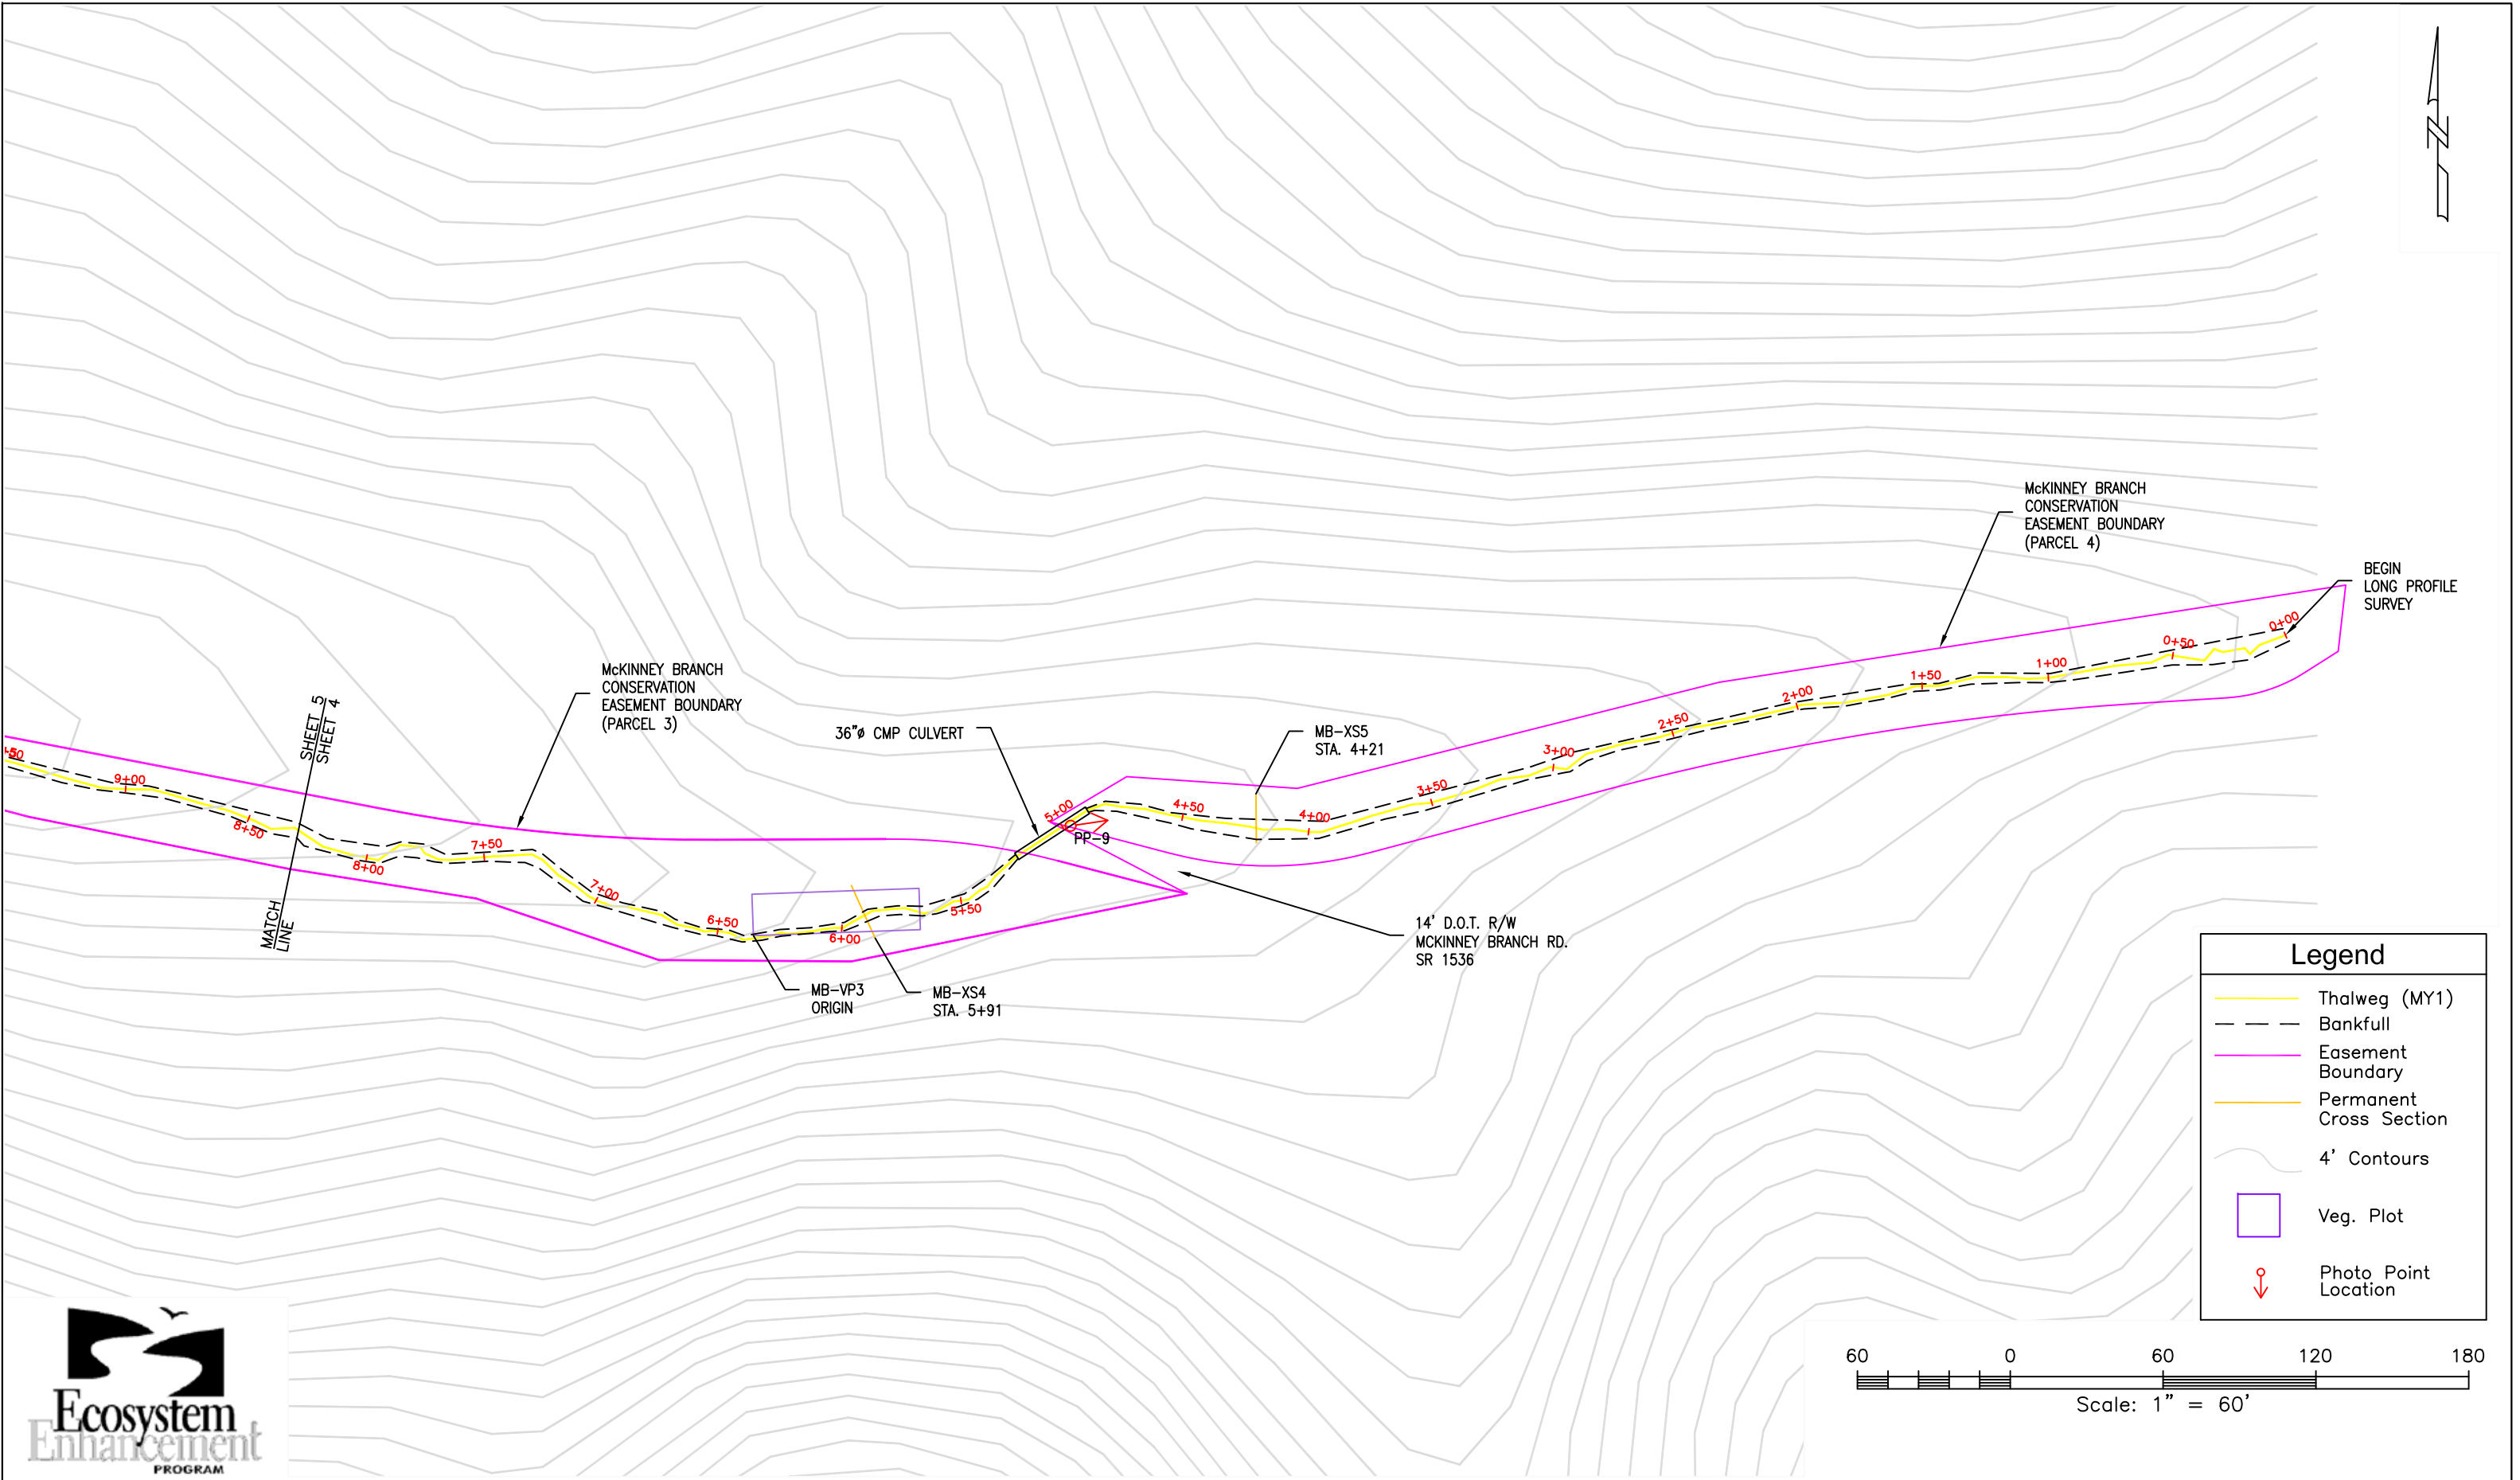 McKINNEY BRANCH
CONSERVATION
EASEMENT BOUNDARY
(PARCEL 4)
BEGIN
LONG PROFILE
SURVEY
0+00
0+50
1+00
1+50
2+00
2+50
3+00
3+50
4+00
4+50
5+00
PP-9
MB-XS5
STA. 4+21
36"ø CMP CULVERT
McKINNEY BRANCH
CONSERVATION
EASEMENT BOUNDARY
(PARCEL 3)
5+50
6+00
6+50
7+00
7+50
8+00
8+50
9+00
+50
SHEET 5
SHEET 4
MATCH
LINE
MB-VP3
ORIGIN
MB-XS4
STA. 5+91
14' D.O.T. R/W
MCKINNEY BRANCH RD.
SR 1536
Legend
Thalweg (MY1)
Bankfull
Easement
Boundary
Permanent
Cross Section
4' Contours
Veg. Plot
Photo Point
Location
60 0 60 120 180
Scale: 1" = 60'
Ecosystem
Enhancement
PROGRAM
N